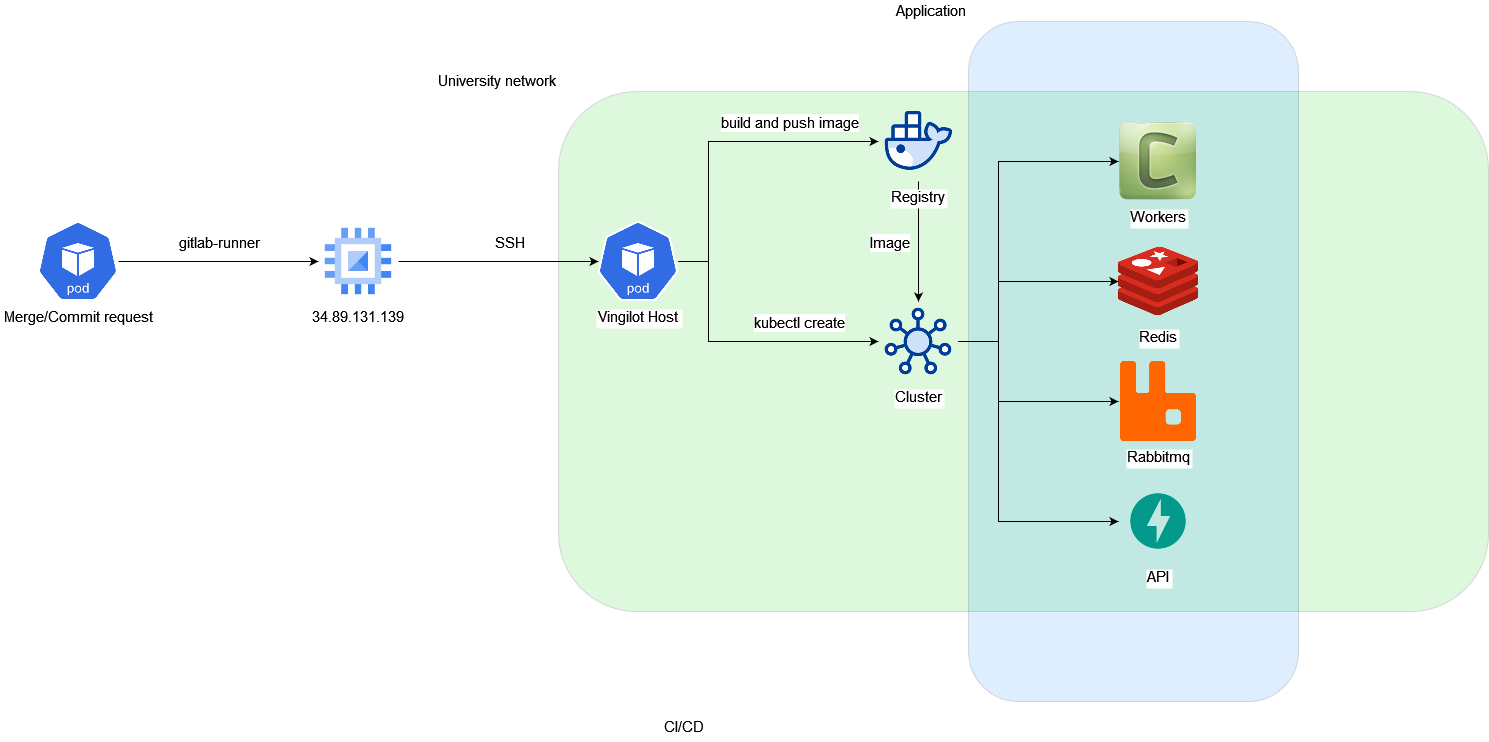 Application
University network
build and push image
Registry
Workers
gitlab-runner
SSH
Image
pod
pod
Merge/Commit request
34.89.131.139
Vingilot Host
kubectl create
Redis
Cluster
Rabbitmq
API
CI/CD